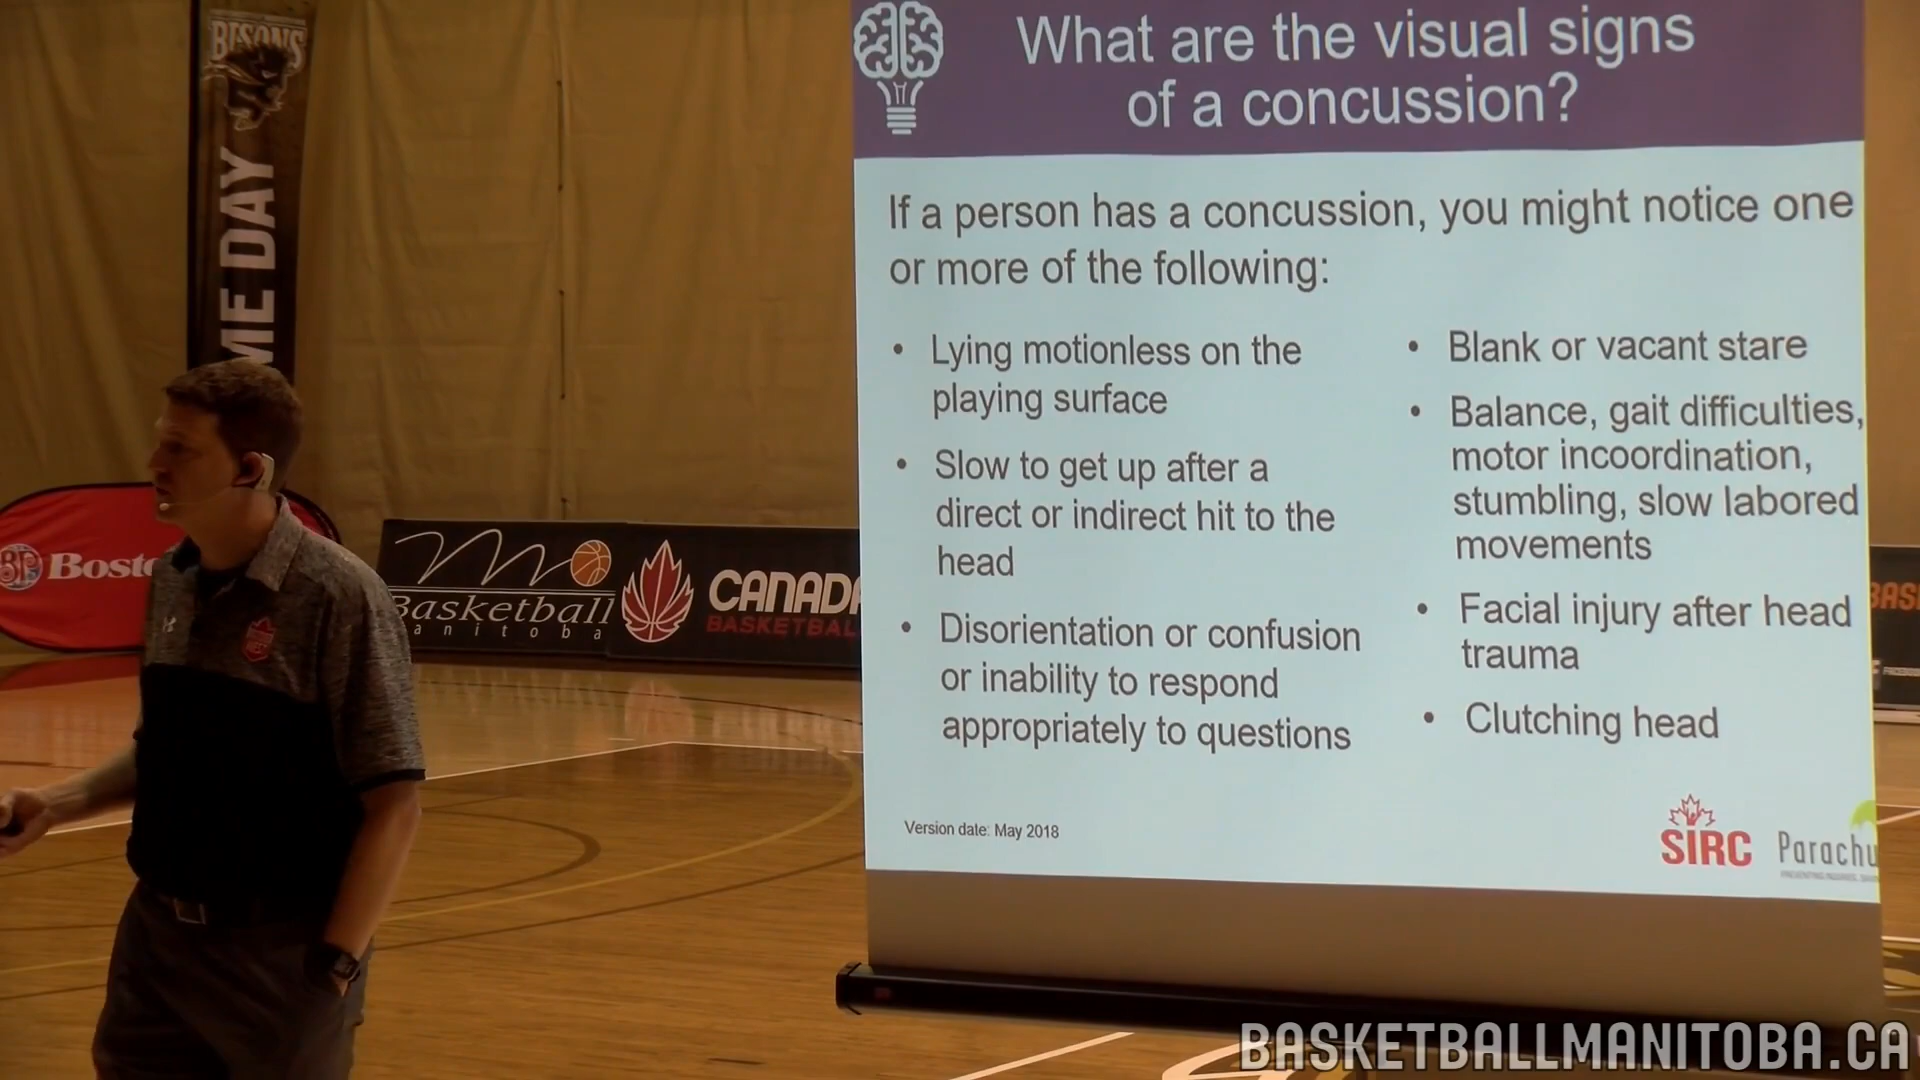 BISONS
ME DAY
What are the visual signs
of a concussion?
If a person has a concussion, you might notice one
or more of the following:
• Lying motionless on the
playing surface
• Slow to get up after a
direct or indirect hit to the
head
• Disorientation or confusion
or inability to respond
appropriately to questions
• Blank or vacant stare
• Balance, gait difficulties,
motor incoordination,
stumbling, slow labored
movements
• Facial injury after head
trauma
• Clutching head
Version date: May 2018
SIRC
Parachu
BP Bosto
Basketball
manitoba
CANADA
BASKETBAL
BAS
BASKETBALLMANITOBA.CA